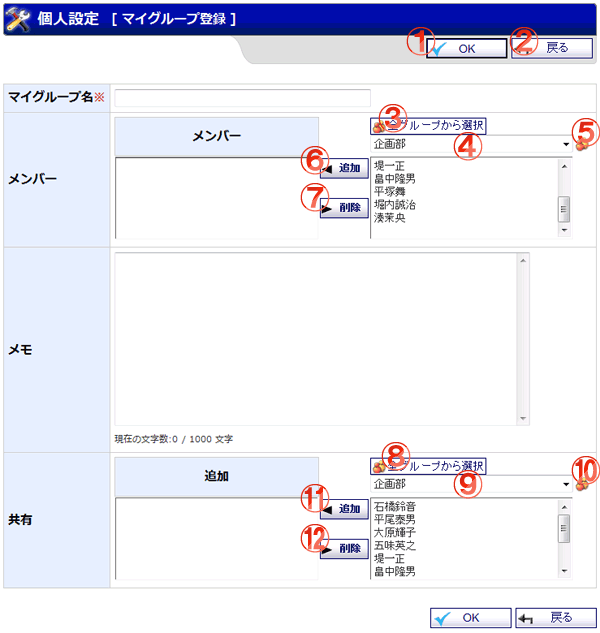 個人設定 [ マイグループ登録 ]
① OK ② 戻る
マイグループ名※
メンバー
メンバー
③ 全グループから選択
企画部 ④ ⑤
⑥ 追加
⑦ 削除
堤一正
畠中隆男
平塚舞
堀内誠治
湊茉央
メモ
現在の文字数:0 / 1000 文字
共有
追加
⑧ 全グループから選択
企画部 ⑨ ⑩
⑪ 追加
⑫ 削除
石橋鈴音
平尾泰男
大原輝子
五味英之
堤一正
畠中隆男
OK 戻る